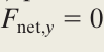 F_net,y = 0